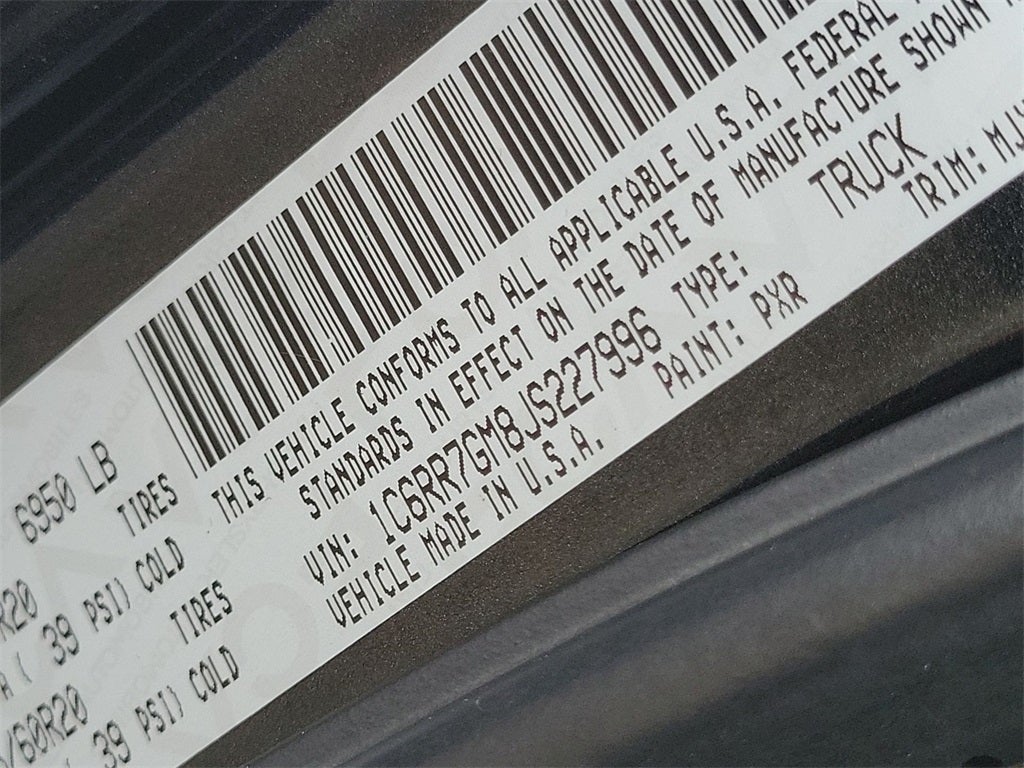 6950 LB
TIRES
R20
39 PSI) COLD
TIRES
/60R20
39 PSI) COLD
THIS VEHICLE CONFORMS TO ALL APPLICABLE U.S.A. FEDERAL
STANDARDS IN EFFECT ON THE DATE OF MANUFACTURE SHOWN
VIN: 1C6RR7GM8JS227996 TYPE: TRUCK
VEHICLE MADE IN U.S.A. PAINT: PXR TRIM: MJ